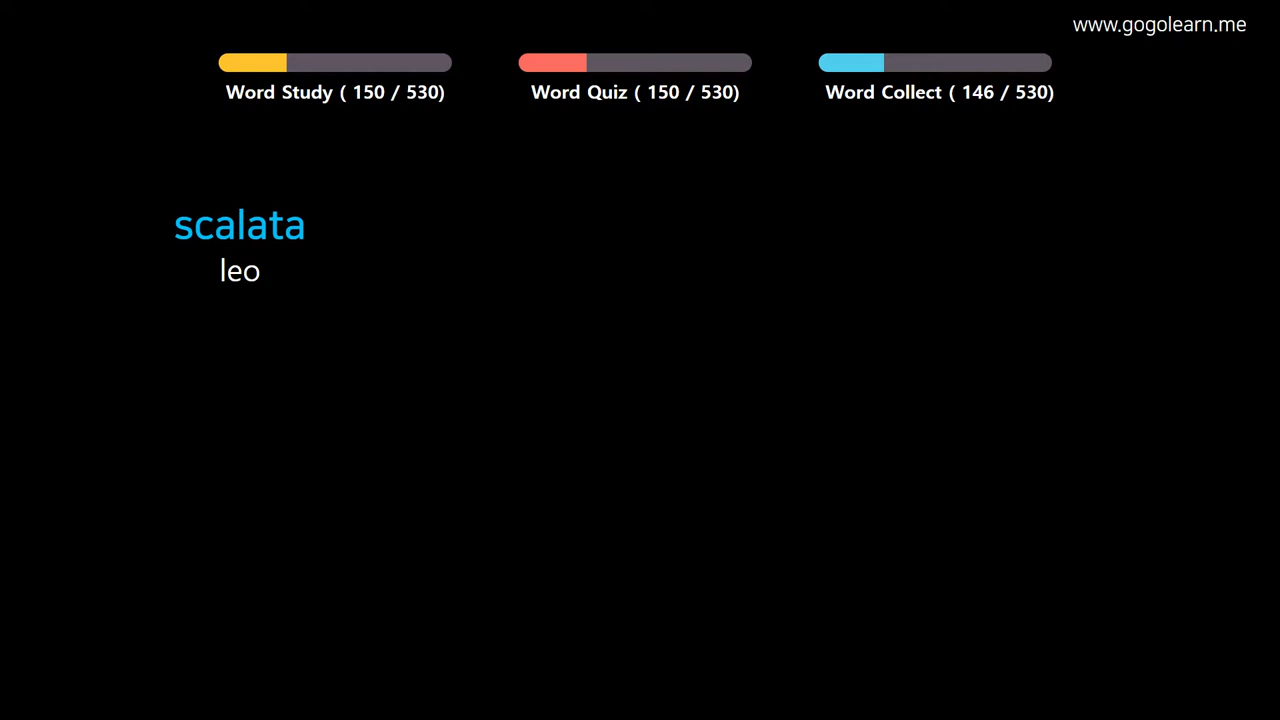 www.gogolearn.me
Word Study ( 150 / 530)
Word Quiz ( 150 / 530)
Word Collect ( 146 / 530)
scalata
leo